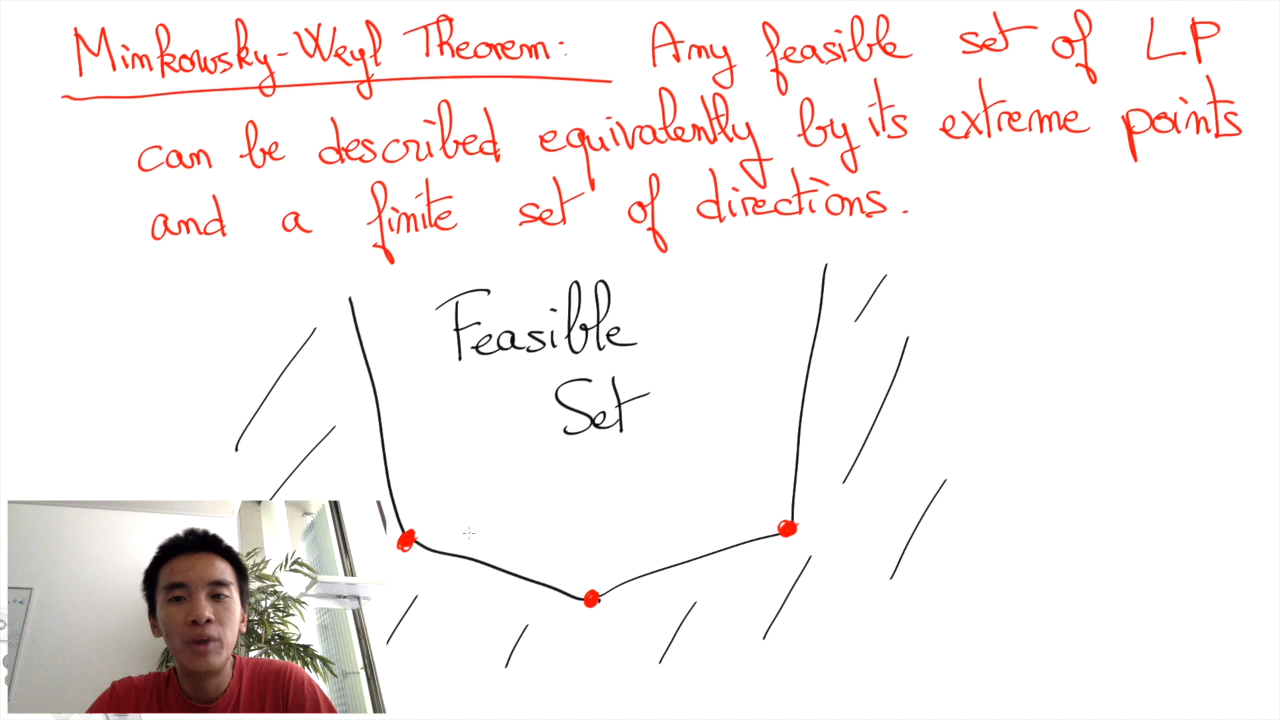 Minkowsky-Weyl Theorem: Any feasible set of LP
can be described equivalently by its extreme points
and a finite set of directions.
Feasible
Set